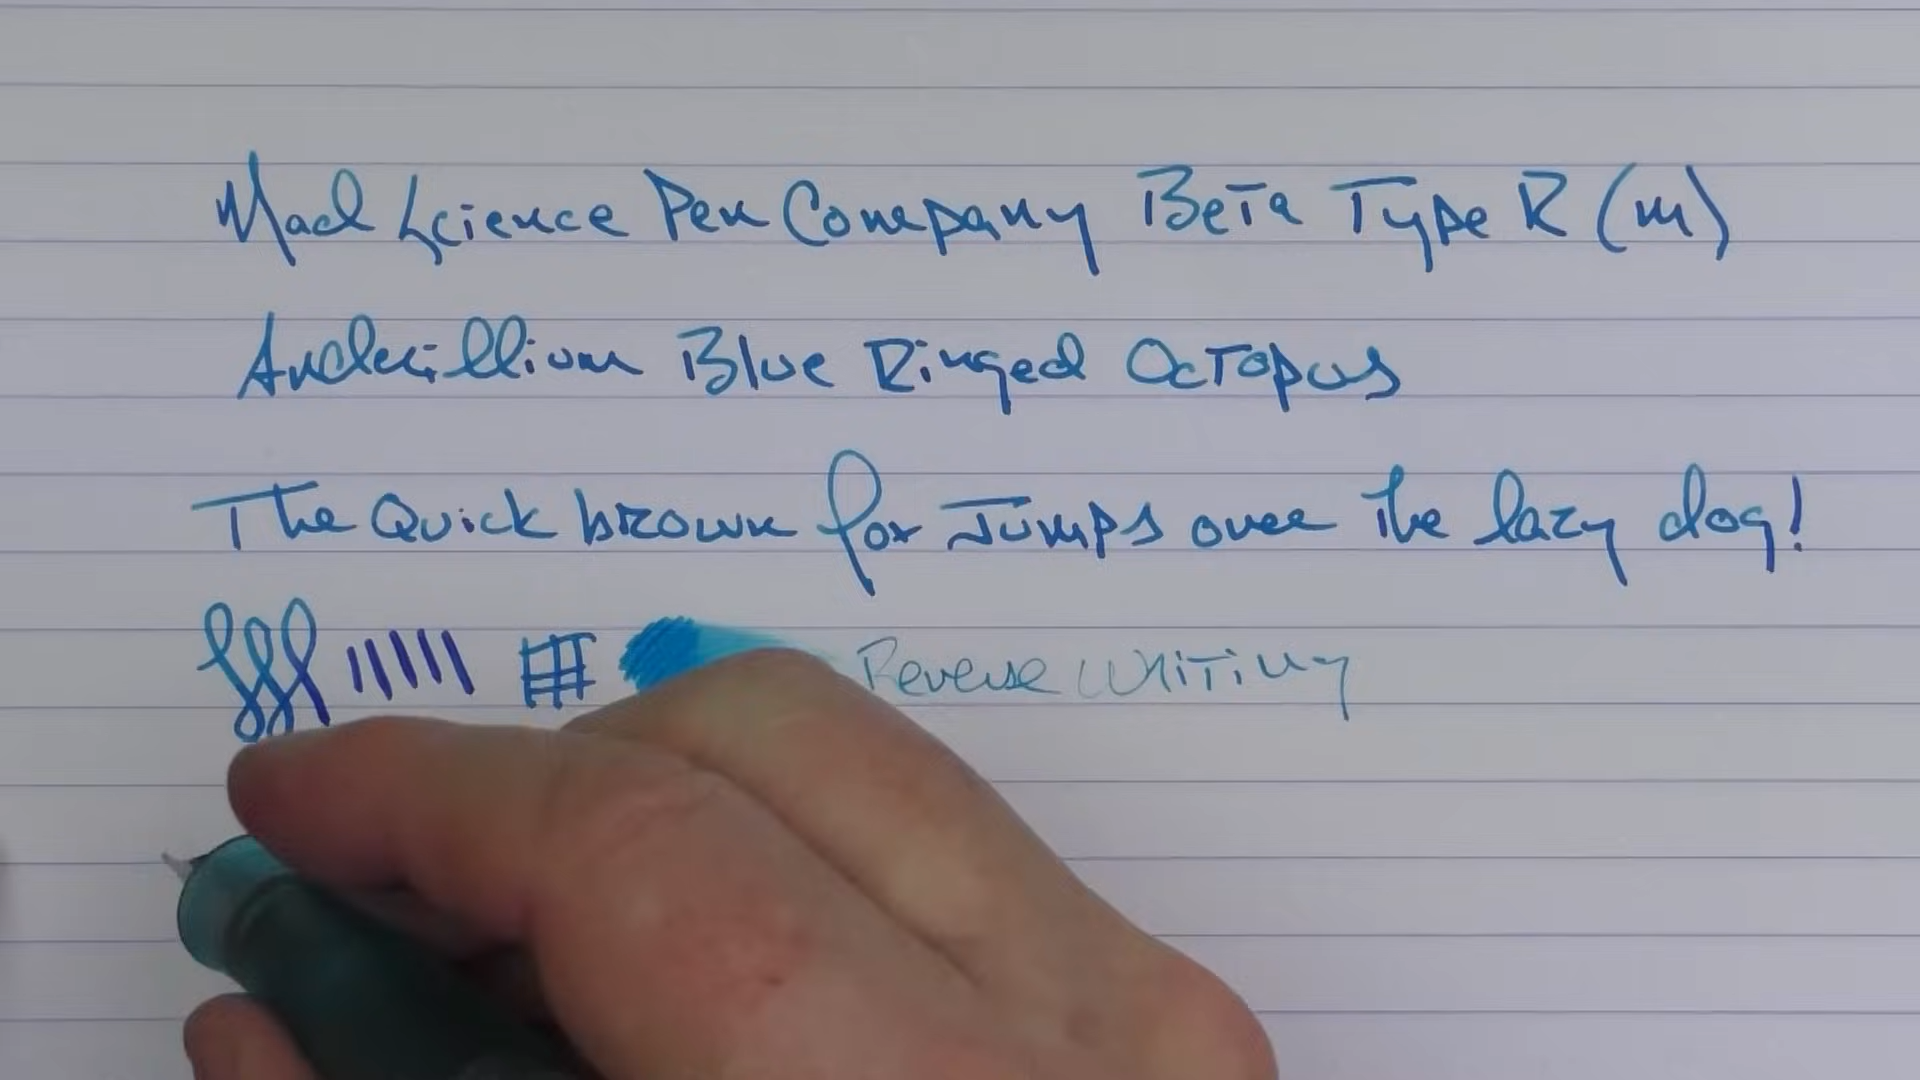 Mad Science Pen Company Beta Type R (m)
Anderillium Blue Ringed Octopus
The Quick brown fox Jumps over the lazy dog!
fff Reverse Writing